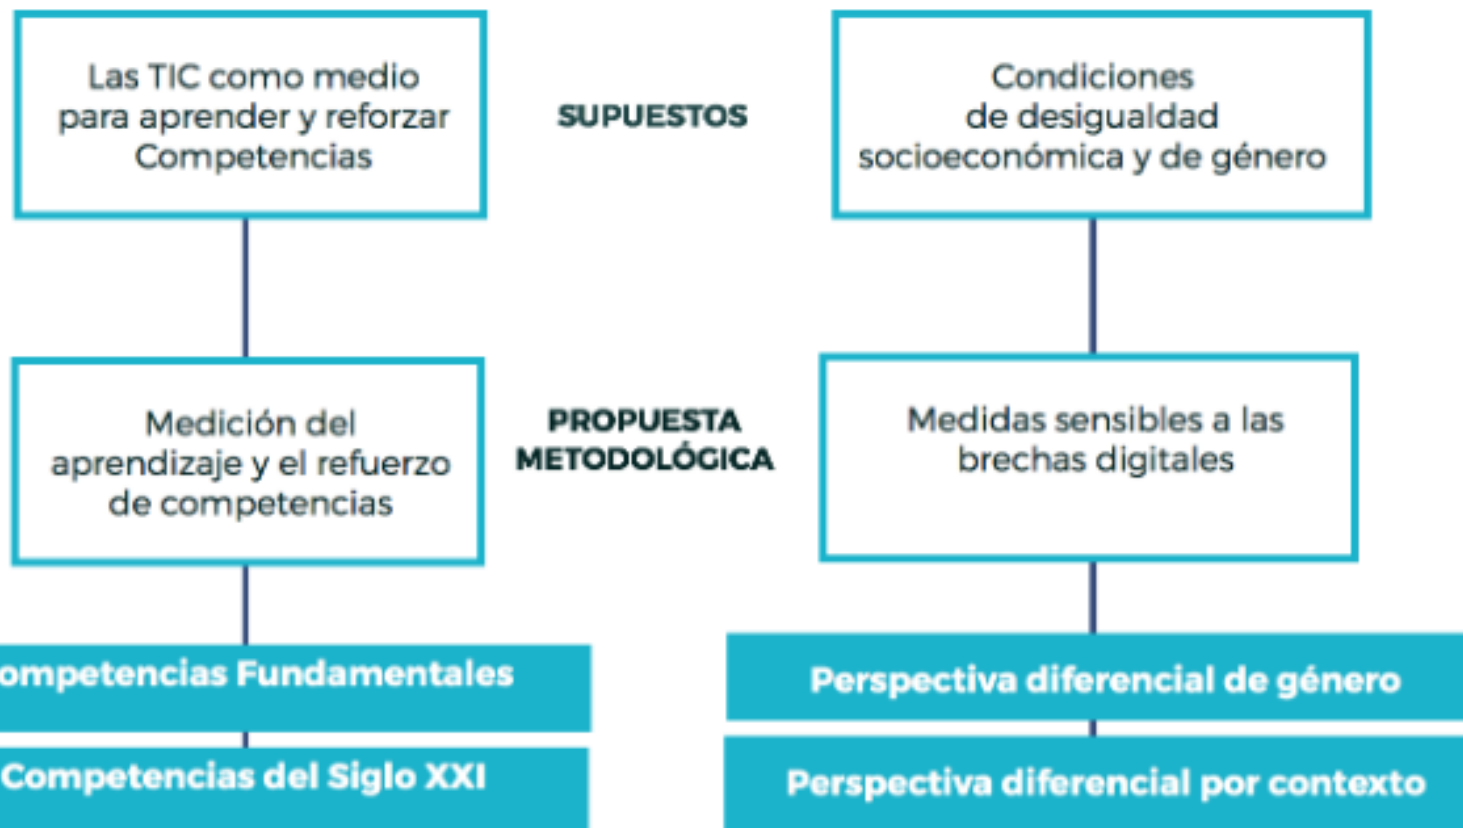 Las TIC como medio
para aprender y reforzar
Competencias
SUPUESTOS
Condiciones
de desigualdad
socioeconómica y de género
Medición del
aprendizaje y el refuerzo
de competencias
PROPUESTA
METODOLÓGICA
Medidas sensibles a las
brechas digitales
ompetencias Fundamentales
Competencias del Siglo XXI
Perspectiva diferencial de género
Perspectiva diferencial por contexto